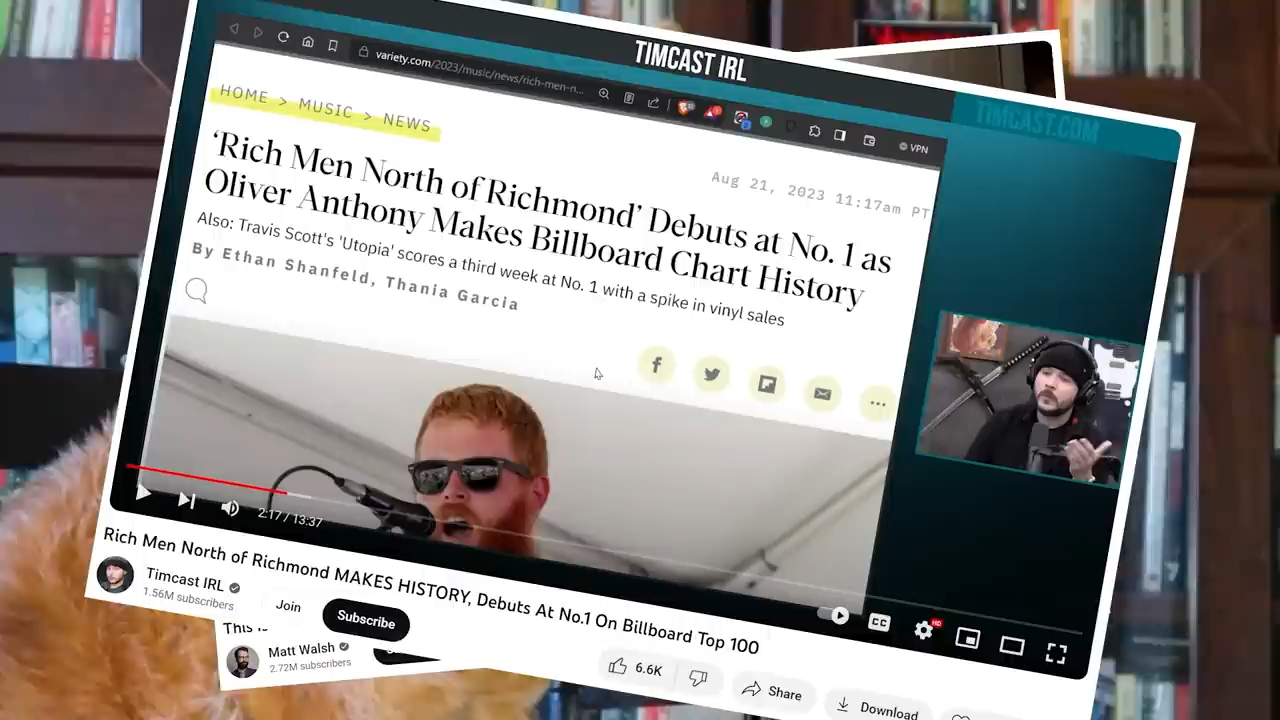 TIMCAST IRL
TIMCAST.COM
variety.com/2023/music/news/rich-men-n...
VPN
HOME > MUSIC > NEWS
Aug 21, 2023 11:17am PT
‘Rich Men North of Richmond’ Debuts at No. 1 as
Oliver Anthony Makes Billboard Chart History
Also: Travis Scott's 'Utopia' scores a third week at No. 1 with a spike in vinyl sales
By Ethan Shanfeld, Thania Garcia
2:17 / 13:37
CC
HD
Rich Men North of Richmond MAKES HISTORY, Debuts At No.1 On Billboard Top 100
Timcast IRL
1.56M subscribers
Join
Subscribe
6.6K
Share
Download
Matt Walsh
2.72M subscribers